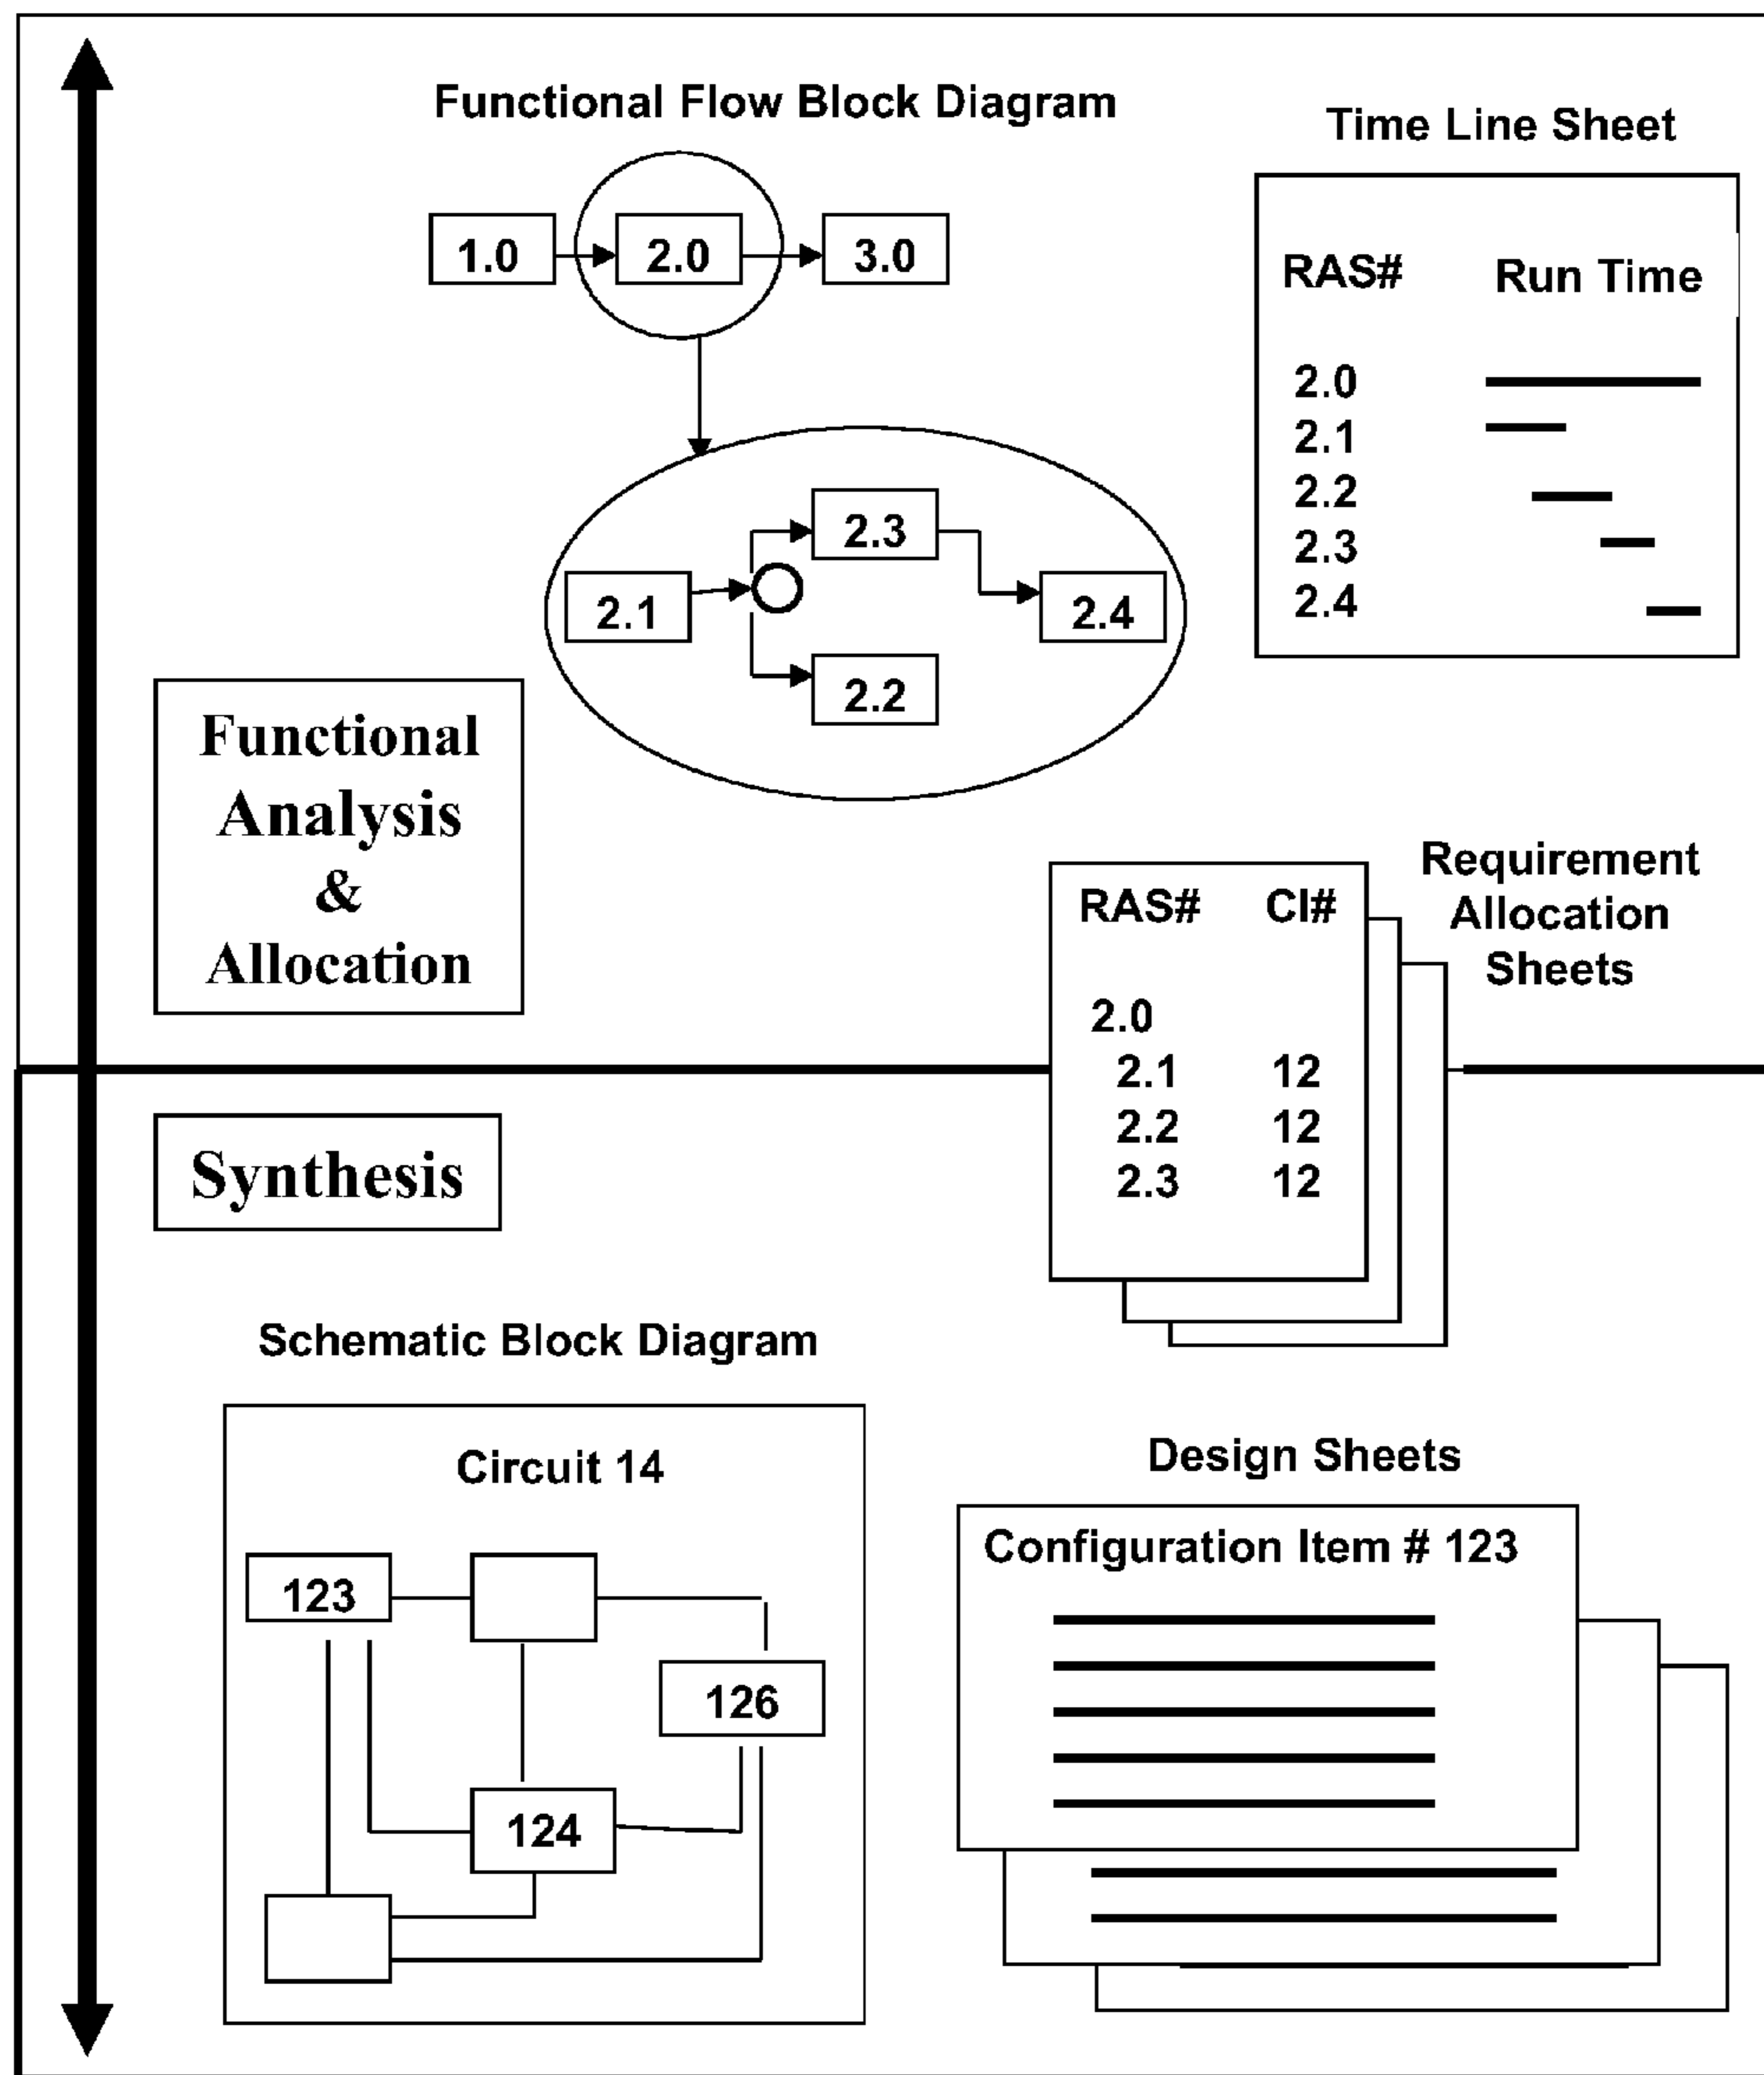 Functional Flow Block Diagram
1.0
2.0
3.0
2.3
2.1
2.4
2.2
Time Line Sheet
RAS# Run Time
2.0
2.1
2.2
2.3
2.4
Functional
Analysis
&
Allocation
Requirement
Allocation
Sheets
RAS# CI#
2.0
2.1 12
2.2 12
2.3 12
Synthesis
Schematic Block Diagram
Circuit 14
123
126
124
Design Sheets
Configuration Item # 123